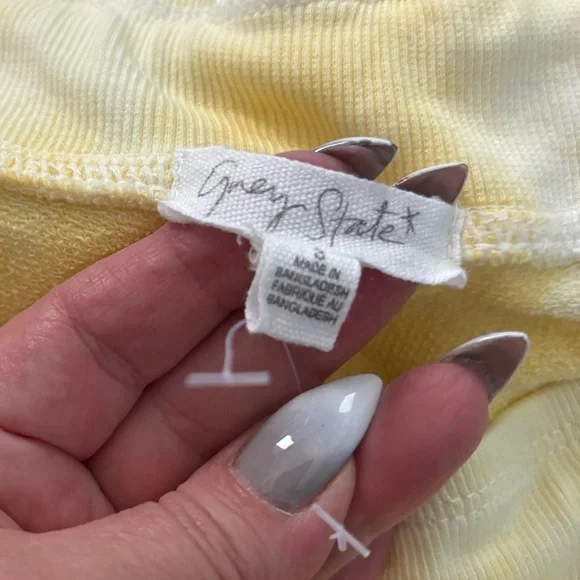 Grey State*
S
MADE IN
BANGLADESH
FABRIQUÉ AU
BANGLADESH